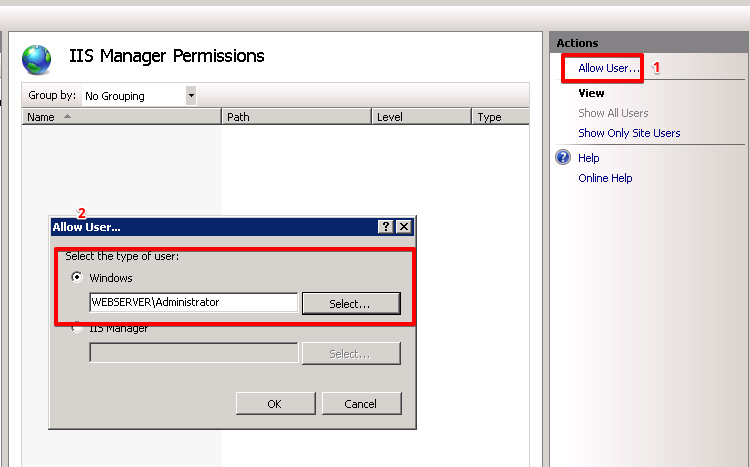 IIS Manager Permissions
Group by: No Grouping
Name Path Level Type
Actions
Allow User... 1
View
Show All Users
Show Only Site Users
Help
Online Help
2
Allow User...
Select the type of user:
Windows
WEBSERVER\Administrator Select...
IIS Manager
Select...
OK Cancel